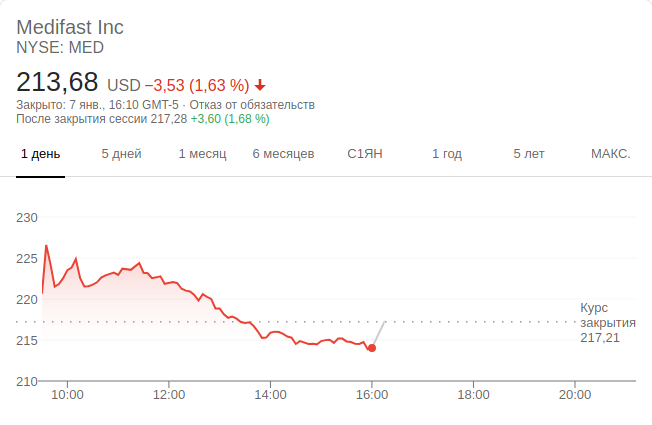 Medifast Inc
NYSE: MED
213,68 USD −3,53 (1,63 %)
Закрыто: 7 янв., 16:10 GMT-5 · Отказ от обязательств
После закрытия сессии 217,28 +3,60 (1,68 %)
1 день 5 дней 1 месяц 6 месяцев С1ЯН 1 год 5 лет МАКС.
230
225
220
Курс
закрытия
217,21
215
210
10:00 12:00 14:00 16:00 18:00 20:00